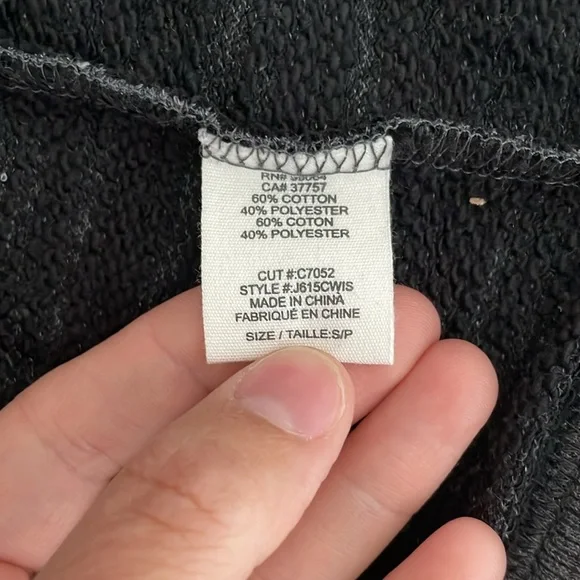 RN#
CA# 37757
60% COTTON
40% POLYESTER
60% COTON
40% POLYESTER
CUT #:C7052
STYLE #:J615CWIS
MADE IN CHINA
FABRIQUÉ EN CHINE
SIZE / TAILLE:S/P